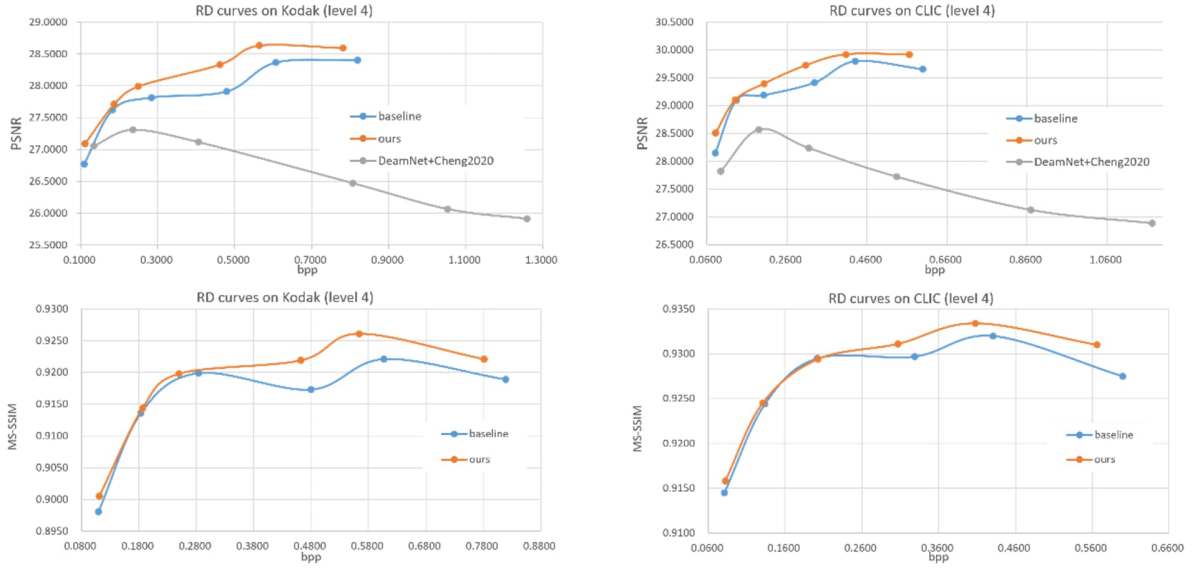 RD curves on Kodak (level 4)
29.0000
28.5000
28.0000
27.5000
27.0000
26.5000
26.0000
25.5000
PSNR
baseline
ours
DeamNet+Cheng2020
0.1000 0.3000 0.5000 0.7000 0.9000 1.1000 1.3000
bpp
RD curves on CLIC (level 4)
30.5000
30.0000
29.5000
29.0000
28.5000
28.0000
27.5000
27.0000
26.5000
PSNR
baseline
ours
DeamNet+Cheng2020
0.0600 0.2600 0.4600 0.6600 0.8600 1.0600
bpp
RD curves on Kodak (level 4)
0.9300
0.9250
0.9200
0.9150
0.9100
0.9050
0.9000
0.8950
MS-SSIM
baseline
ours
0.0800 0.1800 0.2800 0.3800 0.4800 0.5800 0.6800 0.7800 0.8800
bpp
RD curves on CLIC (level 4)
0.9350
0.9300
0.9250
0.9200
0.9150
0.9100
MS-SSIM
baseline
ours
0.0600 0.1600 0.2600 0.3600 0.4600 0.5600 0.6600
bpp